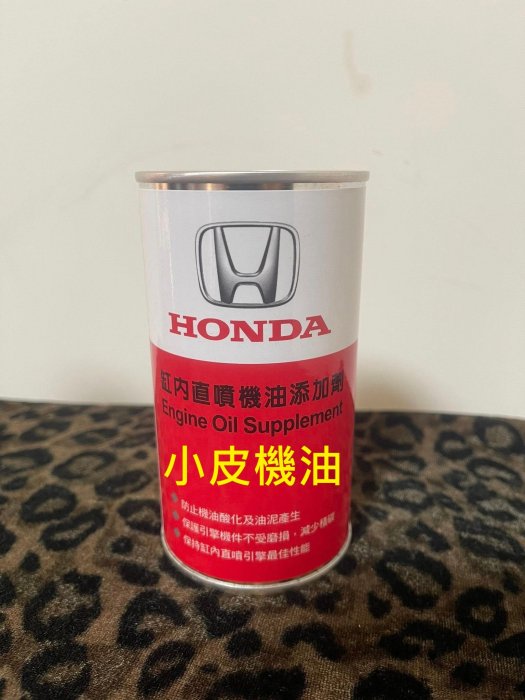 HONDA
缸內直噴機油添加劑
Engine Oil Supplement
小皮機油
防止機油酸化及油泥產生
保護引擎機件不受磨損，減少積碳
保持缸內直噴引擎最佳性能